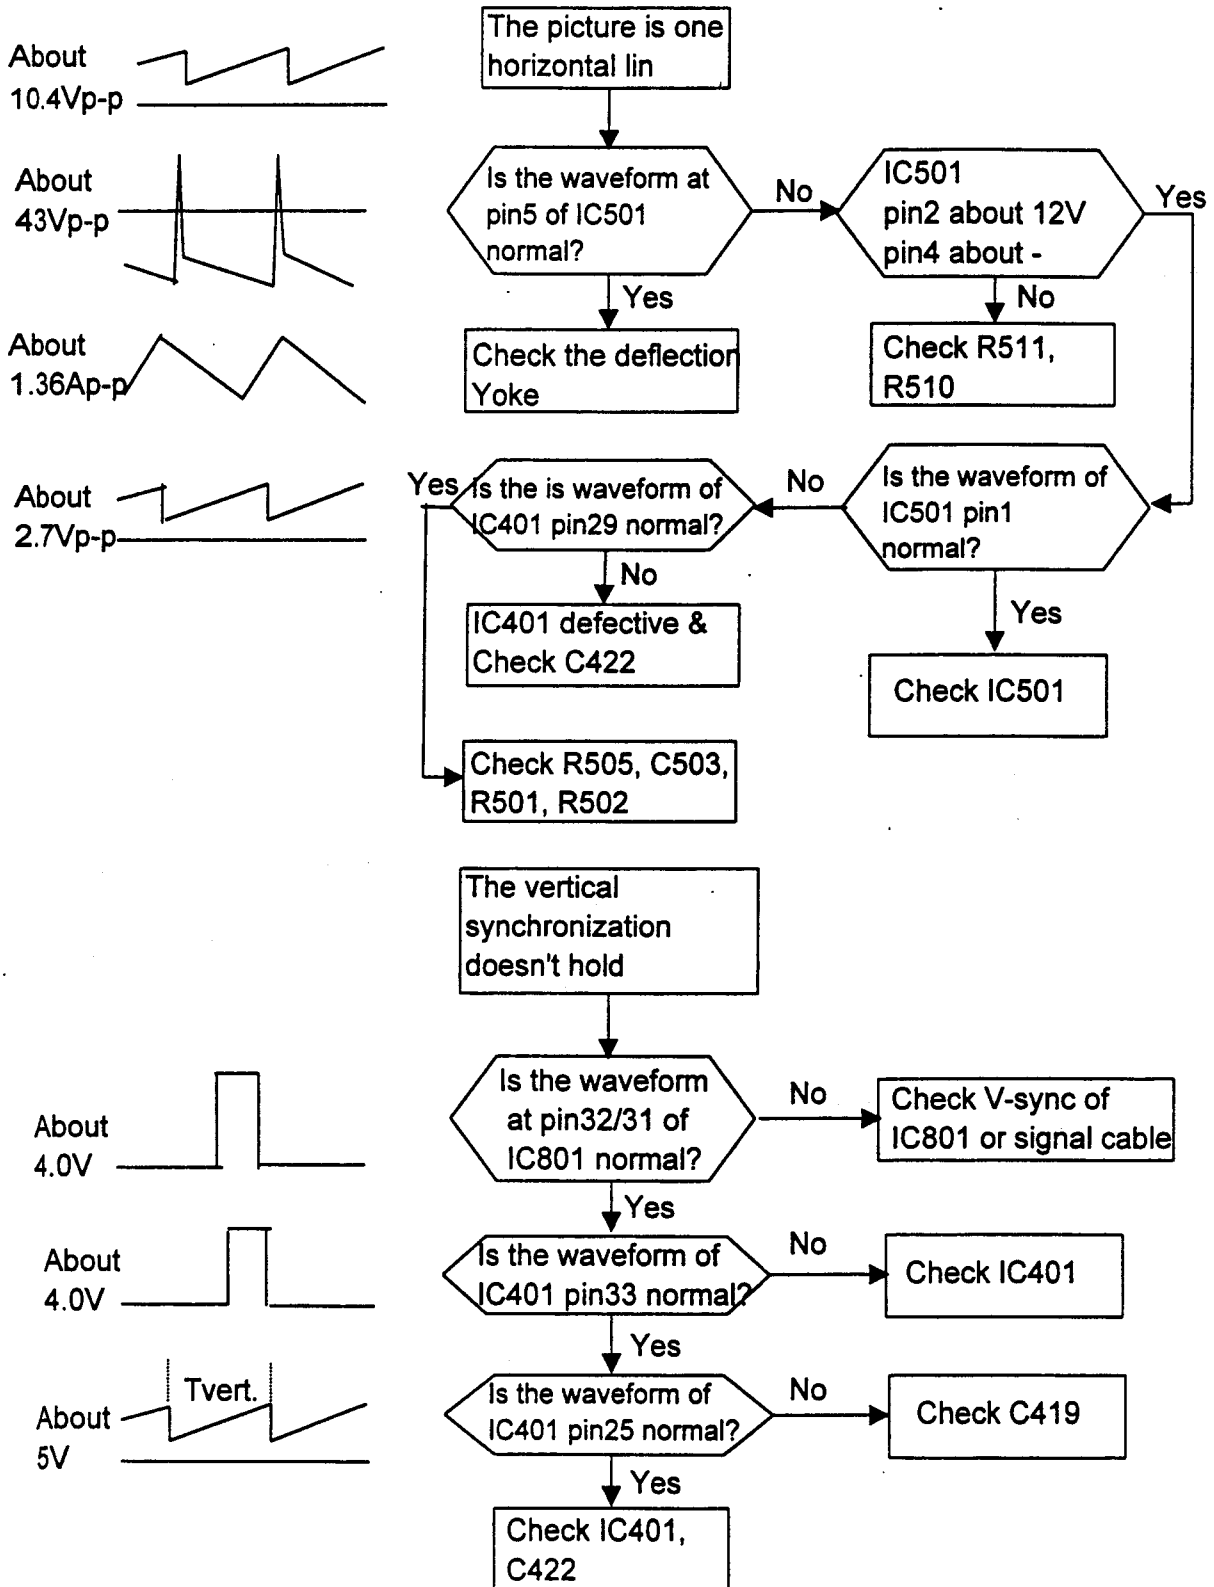 About
10.4Vp-p
About
43Vp-p
About
1.36Ap-p
About
2.7Vp-p
The picture is one
horizontal lin
Is the waveform at
pin5 of IC501
normal?
No
IC501
pin2 about 12V
pin4 about -
Yes
Yes
No
Check the deflection
Yoke
Check R511,
R510
Yes
Is the is waveform of
IC401 pin29 normal?
No
Is the waveform of
IC501 pin1
normal?
No
Yes
IC401 defective &
Check C422
Check IC501
Check R505, C503,
R501, R502
The vertical
synchronization
doesn't hold
About
4.0V
Is the waveform
at pin32/31 of
IC801 normal?
No
Check V-sync of
IC801 or signal cable
Yes
About
4.0V
Is the waveform of
IC401 pin33 normal?
No
Check IC401
Yes
Tvert.
About
5V
Is the waveform of
IC401 pin25 normal?
No
Check C419
Yes
Check IC401,
C422